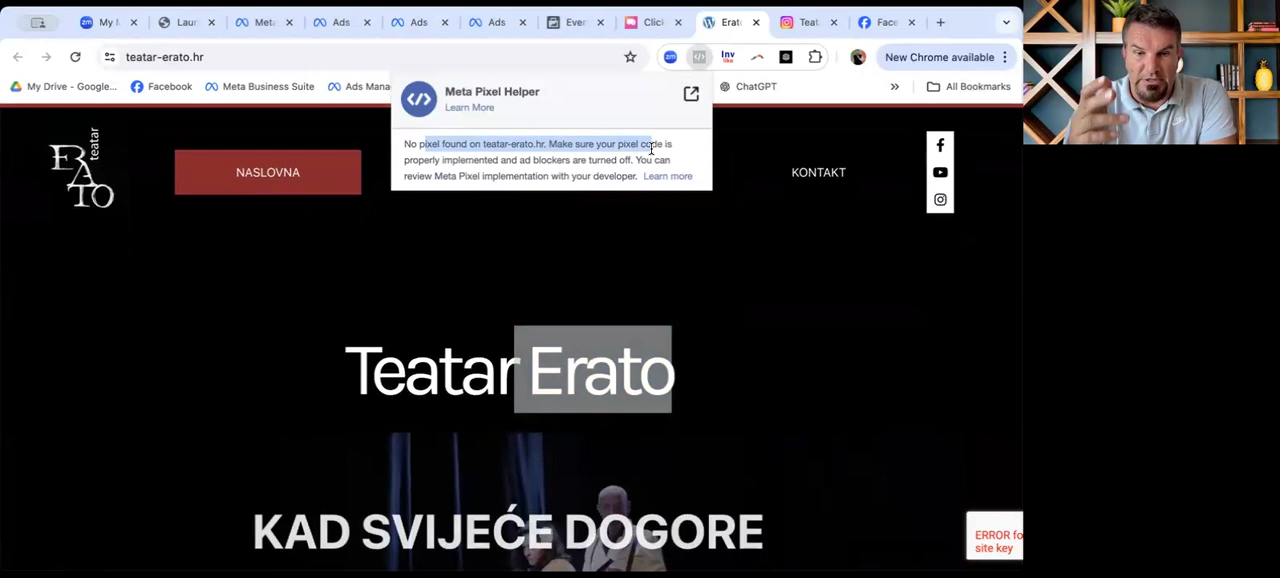 zm My M
Laun
Meta
Ads
Ads
Ads
Even
Click
Erato
Teat
Face
teatar-erato.hr
zm
Inv
New Chrome available
My Drive - Google...
Facebook
Meta Business Suite
Ads Mana
ChatGPT
All Bookmarks
Meta Pixel Helper
Learn More
No pixel found on teatar-erato.hr. Make sure your pixel code is
properly implemented and ad blockers are turned off. You can
review Meta Pixel implementation with your developer. Learn more
ERATO
teatar
NASLOVNA
KONTAKT
Teatar Erato
KAD SVIJEĆE DOGORE
ERROR fo
site key